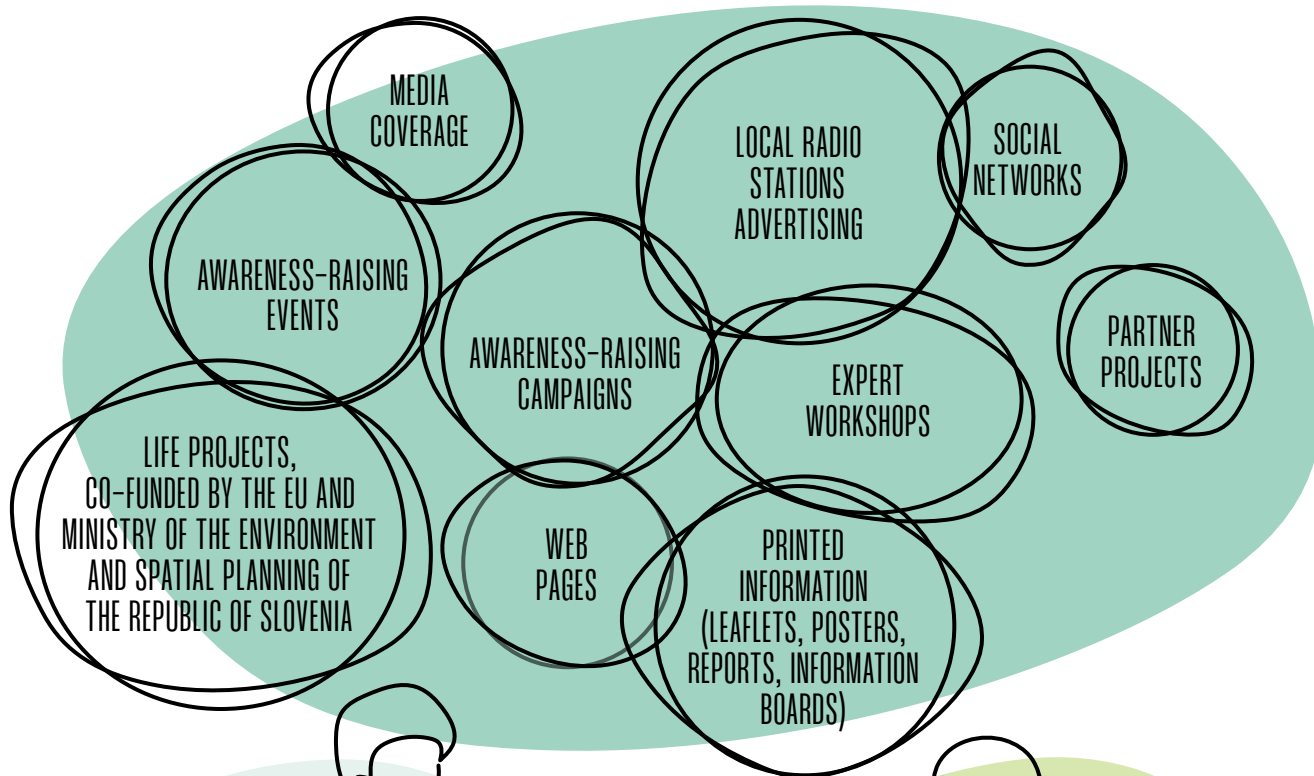 MEDIA
COVERAGE
LOCAL RADIO
STATIONS
ADVERTISING
SOCIAL
NETWORKS
AWARENESS-RAISING
EVENTS
AWARENESS-RAISING
CAMPAIGNS
EXPERT
WORKSHOPS
PARTNER
PROJECTS
LIFE PROJECTS,
CO-FUNDED BY THE EU AND
MINISTRY OF THE ENVIRONMENT
AND SPATIAL PLANNING OF
THE REPUBLIC OF SLOVENIA
WEB
PAGES
PRINTED
INFORMATION
(LEAFLETS, POSTERS,
REPORTS, INFORMATION
BOARDS)